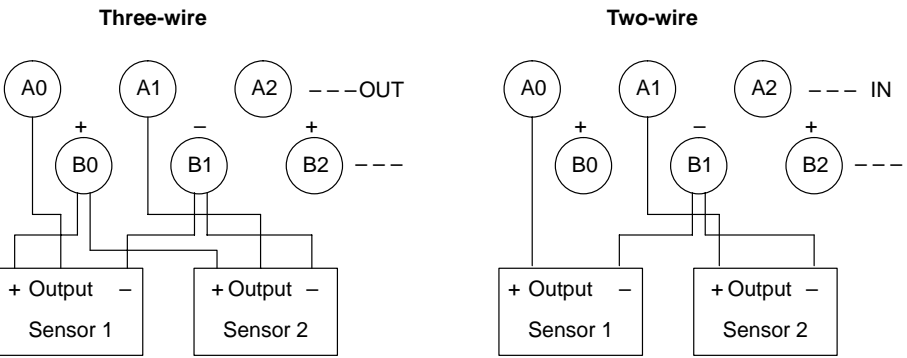 Three-wire
A0 A1 A2 – – –OUT
+ – +
B0 B1 B2 – – –
+ Output –
Sensor 1
+ Output –
Sensor 2
Two-wire
A0 A1 A2 – – – IN
+ – +
B0 B1 B2 – – –
+ Output –
Sensor 1
+ Output –
Sensor 2